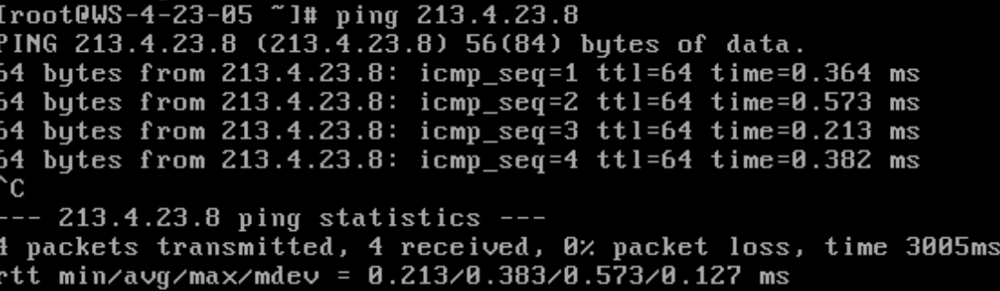 [root@WS-4-23-05 ~]# ping 213.4.23.8
PING 213.4.23.8 (213.4.23.8) 56(84) bytes of data.
64 bytes from 213.4.23.8: icmp_seq=1 ttl=64 time=0.364 ms
64 bytes from 213.4.23.8: icmp_seq=2 ttl=64 time=0.573 ms
64 bytes from 213.4.23.8: icmp_seq=3 ttl=64 time=0.213 ms
64 bytes from 213.4.23.8: icmp_seq=4 ttl=64 time=0.382 ms
^C
--- 213.4.23.8 ping statistics ---
4 packets transmitted, 4 received, 0% packet loss, time 3005ms
rtt min/avg/max/mdev = 0.213/0.383/0.573/0.127 ms